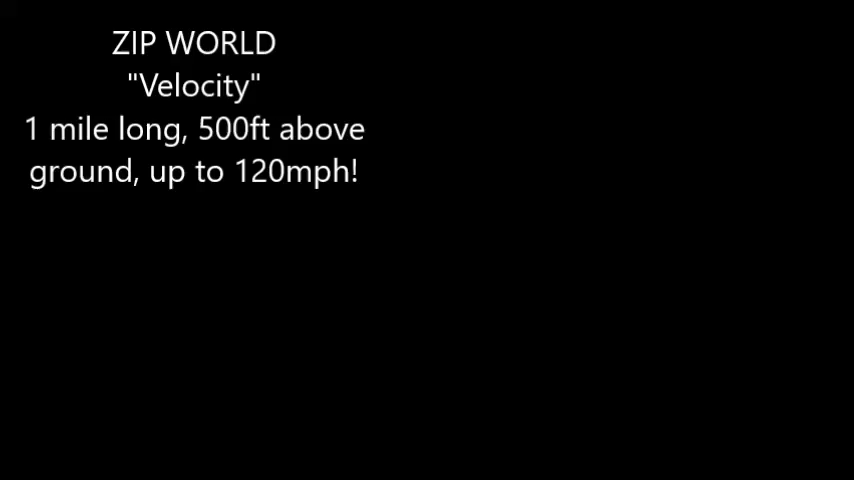 ZIP WORLD
"Velocity"
1 mile long, 500ft above
ground, up to 120mph!